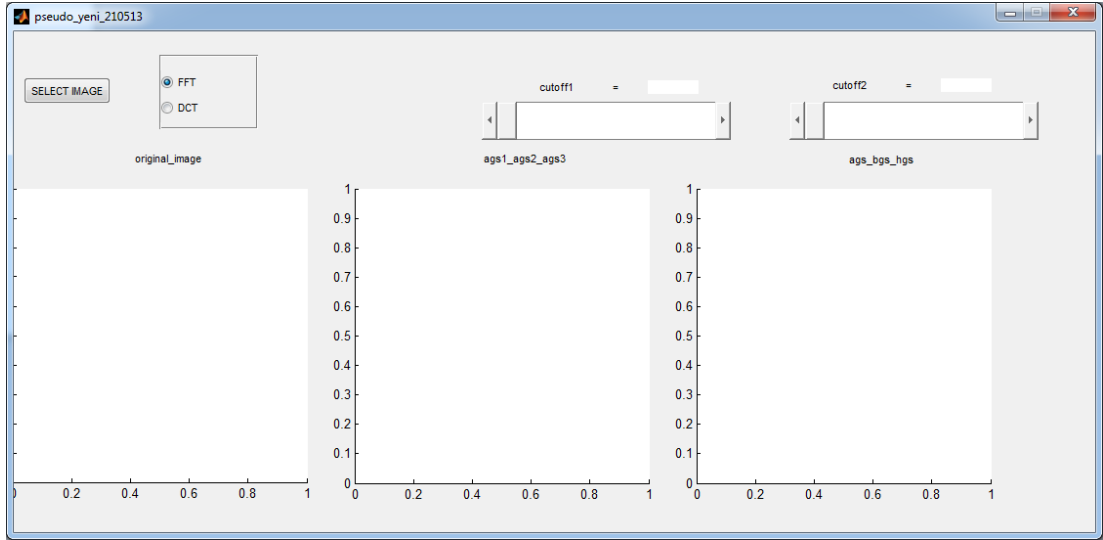 pseudo_yeni_210513
SELECT IMAGE
FFT
DCT
cutoff1 =
cutoff2 =
original_image
ags1_ags2_ags3
ags_bgs_hgs
0 0.2 0.4 0.6 0.8 1
1
0.9
0.8
0.7
0.6
0.5
0.4
0.3
0.2
0.1
0
0 0.2 0.4 0.6 0.8 1
1
0.9
0.8
0.7
0.6
0.5
0.4
0.3
0.2
0.1
0
0 0.2 0.4 0.6 0.8 1